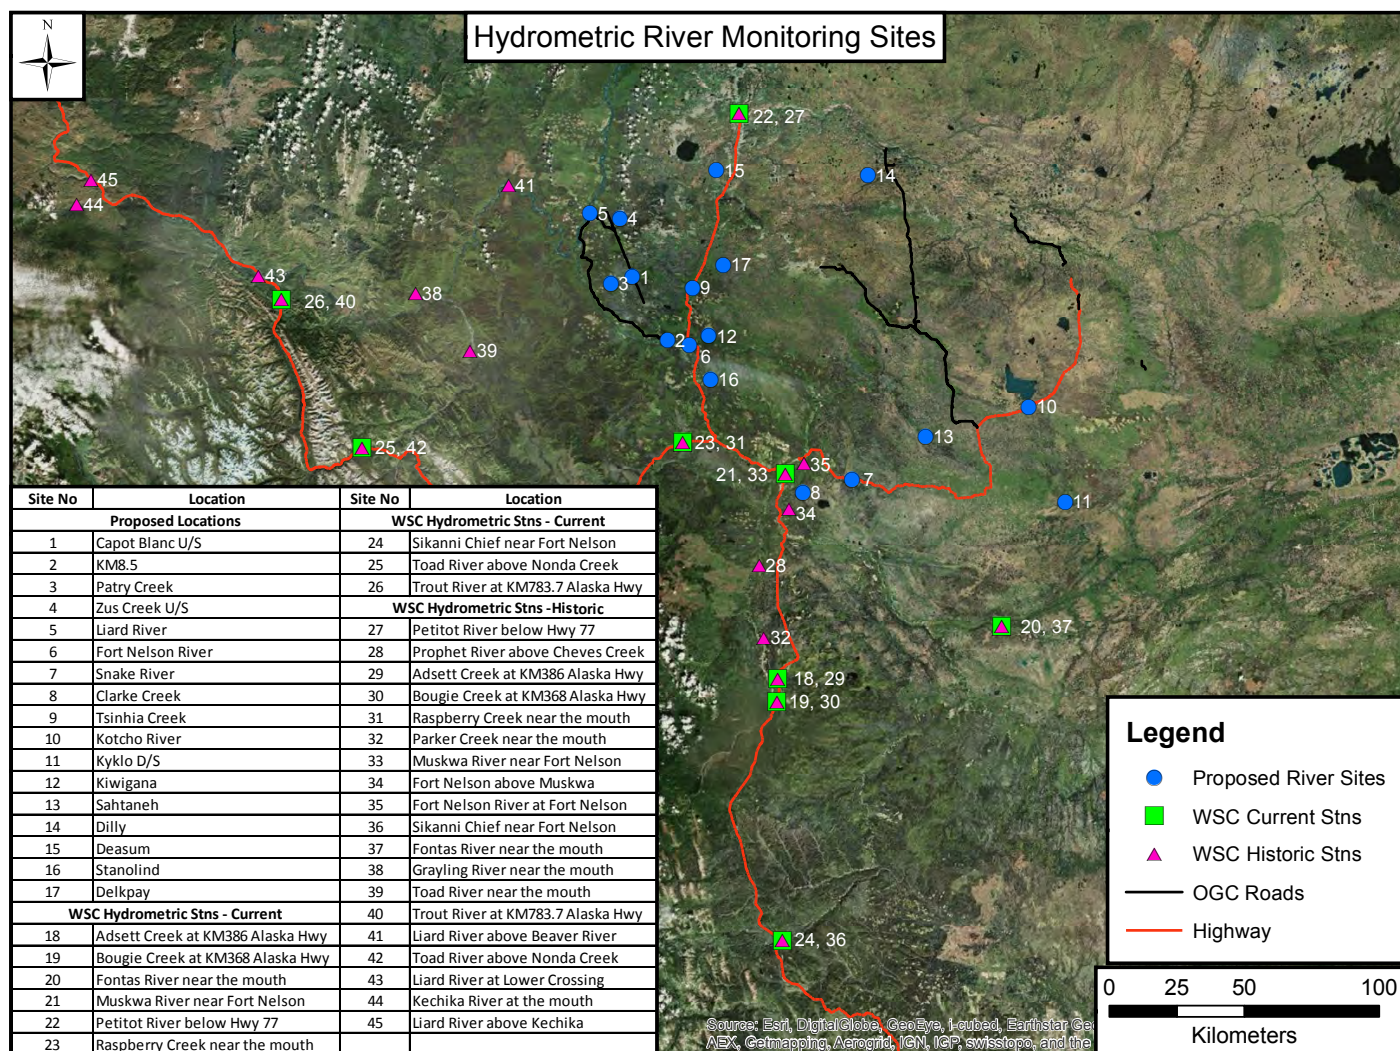 N
Hydrometric River Monitoring Sites
22, 27
15
14
45
44
41
5
4
43
26, 40
38
3
1
17
9
39
2
12
6
16
10
13
25, 42
23, 31
21, 33
35
7
8
34
11
28
20, 37
32
18, 29
19, 30
24, 36
Site No Location Site No Location
Proposed Locations WSC Hydrometric Stns - Current
1 Capot Blanc U/S 24 Sikanni Chief near Fort Nelson
2 KM8.5 25 Toad River above Nonda Creek
3 Patry Creek 26 Trout River at KM783.7 Alaska Hwy
4 Zus Creek U/S WSC Hydrometric Stns -Historic
5 Liard River 27 Petitot River below Hwy 77
6 Fort Nelson River 28 Prophet River above Cheves Creek
7 Snake River 29 Adsett Creek at KM386 Alaska Hwy
8 Clarke Creek 30 Bougie Creek at KM368 Alaska Hwy
9 Tsinhia Creek 31 Raspberry Creek near the mouth
10 Kotcho River 32 Parker Creek near the mouth
11 Kyklo D/S 33 Muskwa River near Fort Nelson
12 Kiwigana 34 Fort Nelson above Muskwa
13 Sahtaneh 35 Fort Nelson River at Fort Nelson
14 Dilly 36 Sikanni Chief near Fort Nelson
15 Deasum 37 Fontas River near the mouth
16 Stanolind 38 Grayling River near the mouth
17 Delkpay 39 Toad River near the mouth
WSC Hydrometric Stns - Current 40 Trout River at KM783.7 Alaska Hwy
18 Adsett Creek at KM386 Alaska Hwy 41 Liard River above Beaver River
19 Bougie Creek at KM368 Alaska Hwy 42 Toad River above Nonda Creek
20 Fontas River near the mouth 43 Liard River at Lower Crossing
21 Muskwa River near Fort Nelson 44 Kechika River at the mouth
22 Petitot River below Hwy 77 45 Liard River above Kechika
23 Raspberry Creek near the mouth
Legend
Proposed River Sites
WSC Current Stns
WSC Historic Stns
OGC Roads
Highway
0 25 50 100
Kilometers
Source: Esri, DigitalGlobe, GeoEye, i-cubed, Earthstar Geo
AEX, Getmapping, Aerogrid, IGN, IGP, swisstopo, and the